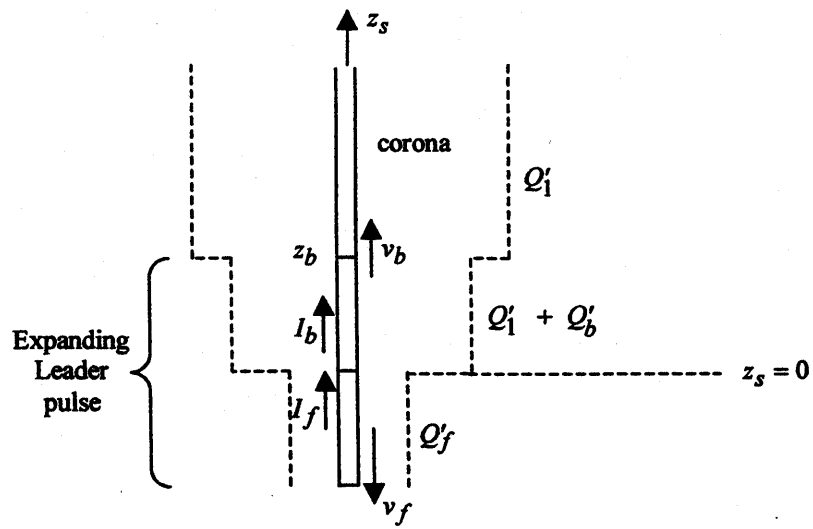 z_s
corona
Q'_1
z_b
v_b
I_b
Q'_1 + Q'_b
Expanding
Leader
pulse
z_s = 0
I_f
Q'_f
v_f